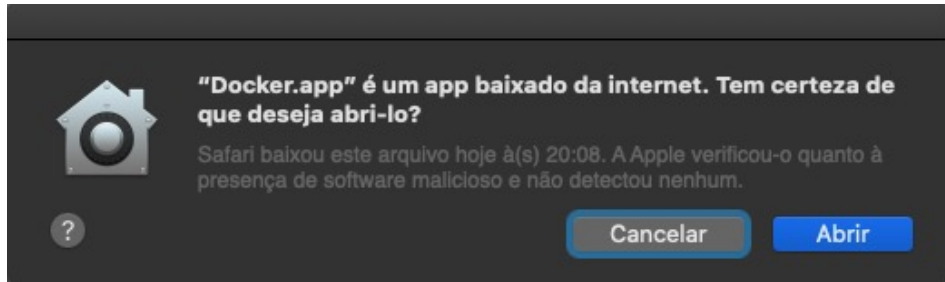 “Docker.app” é um app baixado da internet. Tem certeza de
que deseja abri-lo?
Safari baixou este arquivo hoje à(s) 20:08. A Apple verificou-o quanto à
presença de software malicioso e não detectou nenhum.
?
Cancelar
Abrir